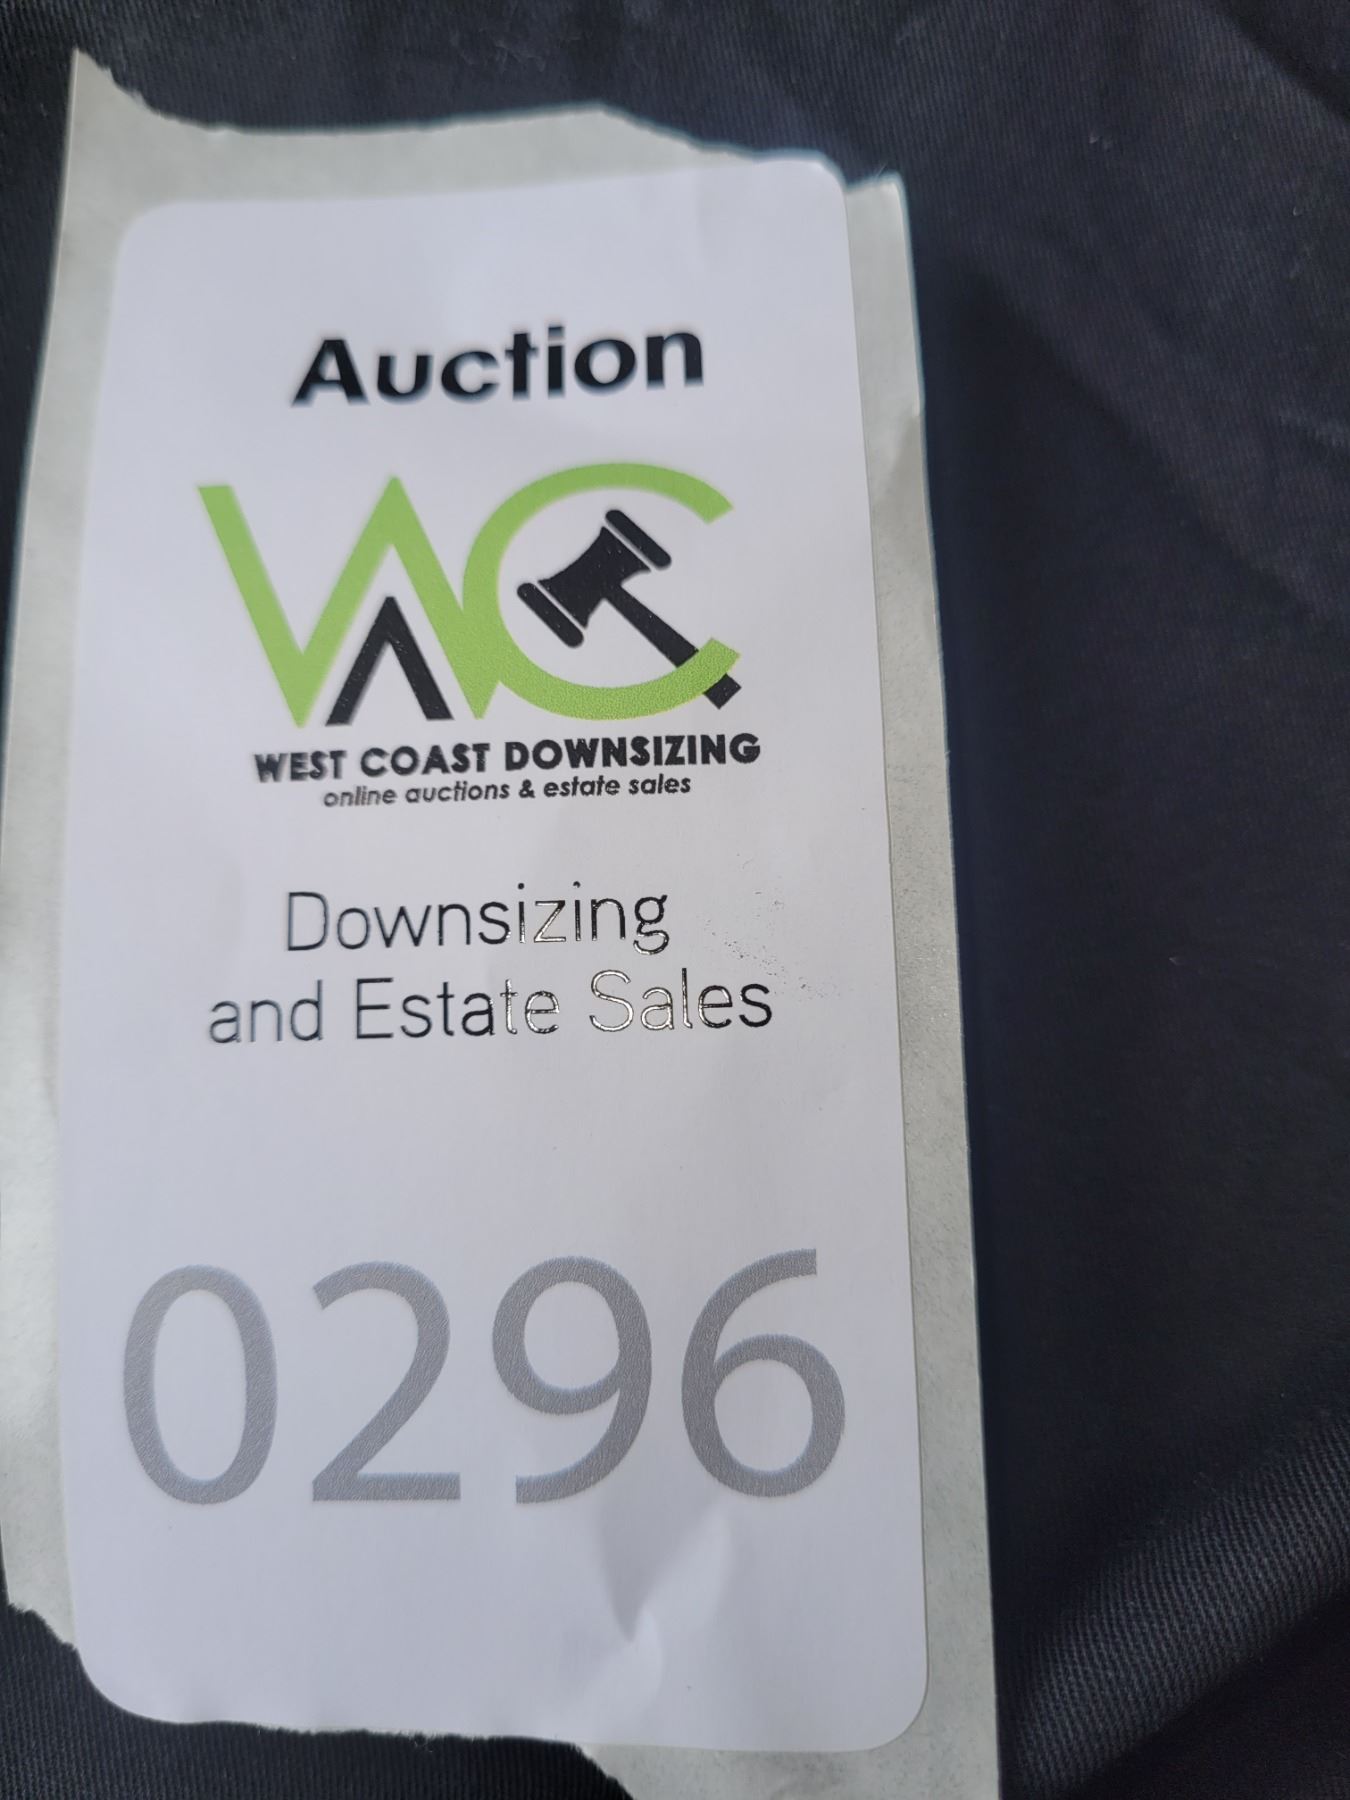 Auction
WC
WEST COAST DOWNSIZING
online auctions & estate sales
Downsizing
and Estate Sales
0296